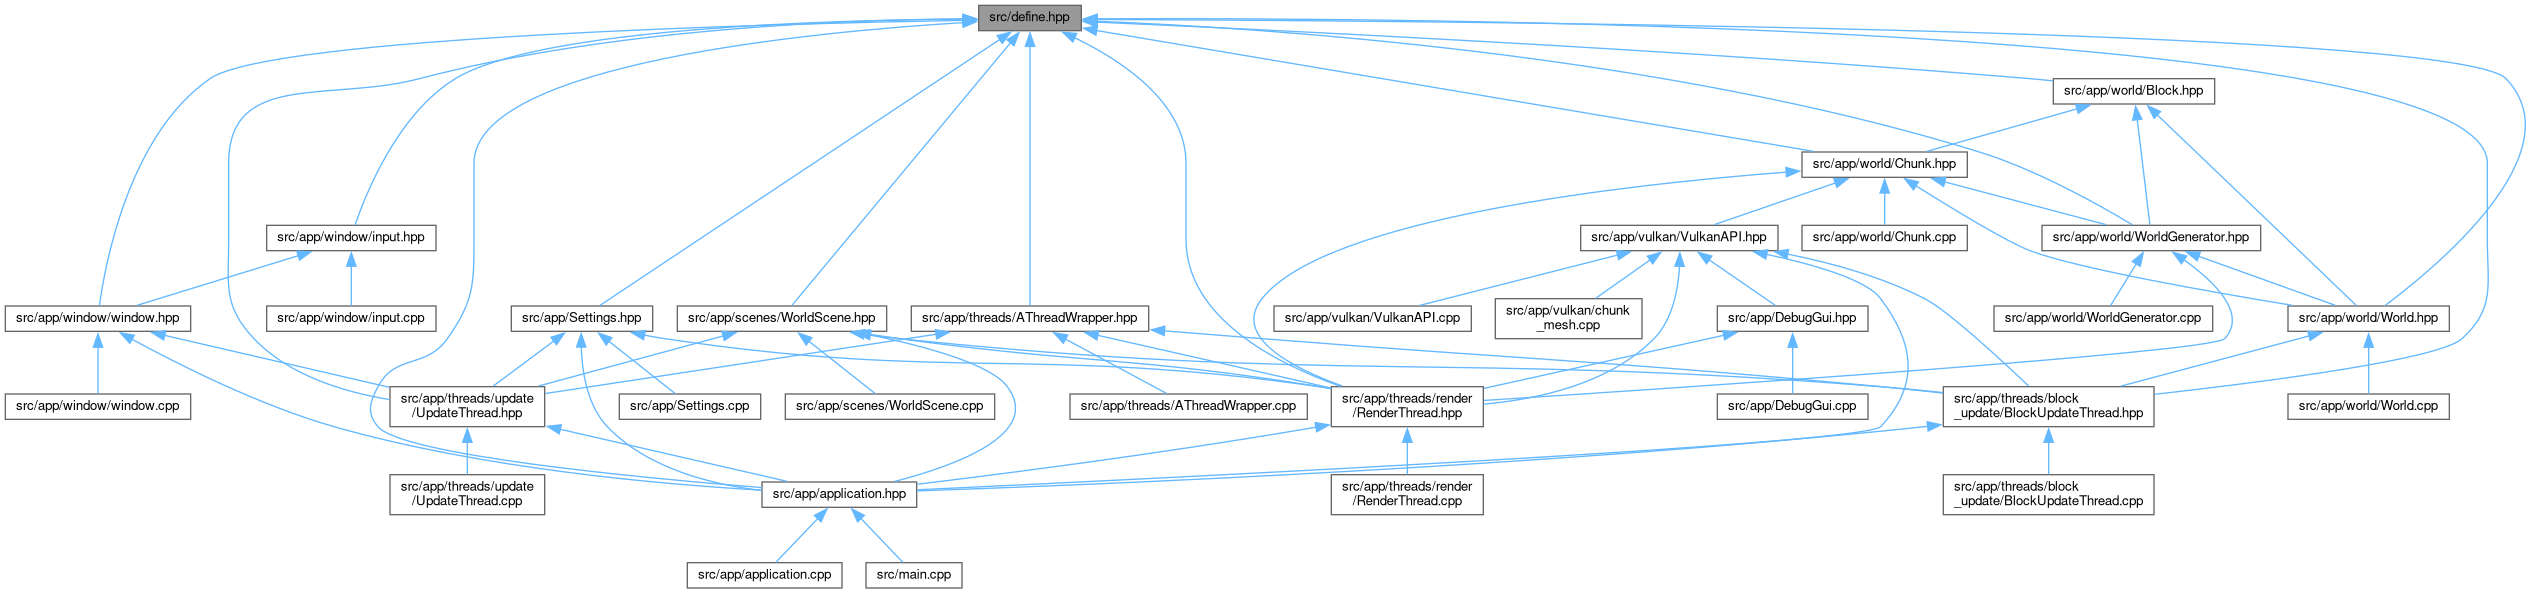 src/define.hpp
src/app/world/Block.hpp
src/app/world/Chunk.hpp
src/app/window/input.hpp
src/app/vulkan/VulkanAPI.hpp
src/app/world/Chunk.cpp
src/app/world/WorldGenerator.hpp
src/app/window/window.hpp
src/app/window/input.cpp
src/app/Settings.hpp
src/app/scenes/WorldScene.hpp
src/app/threads/AThreadWrapper.hpp
src/app/vulkan/VulkanAPI.cpp
src/app/vulkan/chunk
_mesh.cpp
src/app/DebugGui.hpp
src/app/world/WorldGenerator.cpp
src/app/world/World.hpp
src/app/window/window.cpp
src/app/threads/update
/UpdateThread.hpp
src/app/Settings.cpp
src/app/scenes/WorldScene.cpp
src/app/threads/AThreadWrapper.cpp
src/app/threads/render
/RenderThread.hpp
src/app/DebugGui.cpp
src/app/threads/block
_update/BlockUpdateThread.hpp
src/app/world/World.cpp
src/app/threads/update
/UpdateThread.cpp
src/app/application.hpp
src/app/threads/render
/RenderThread.cpp
src/app/threads/block
_update/BlockUpdateThread.cpp
src/app/application.cpp
src/main.cpp